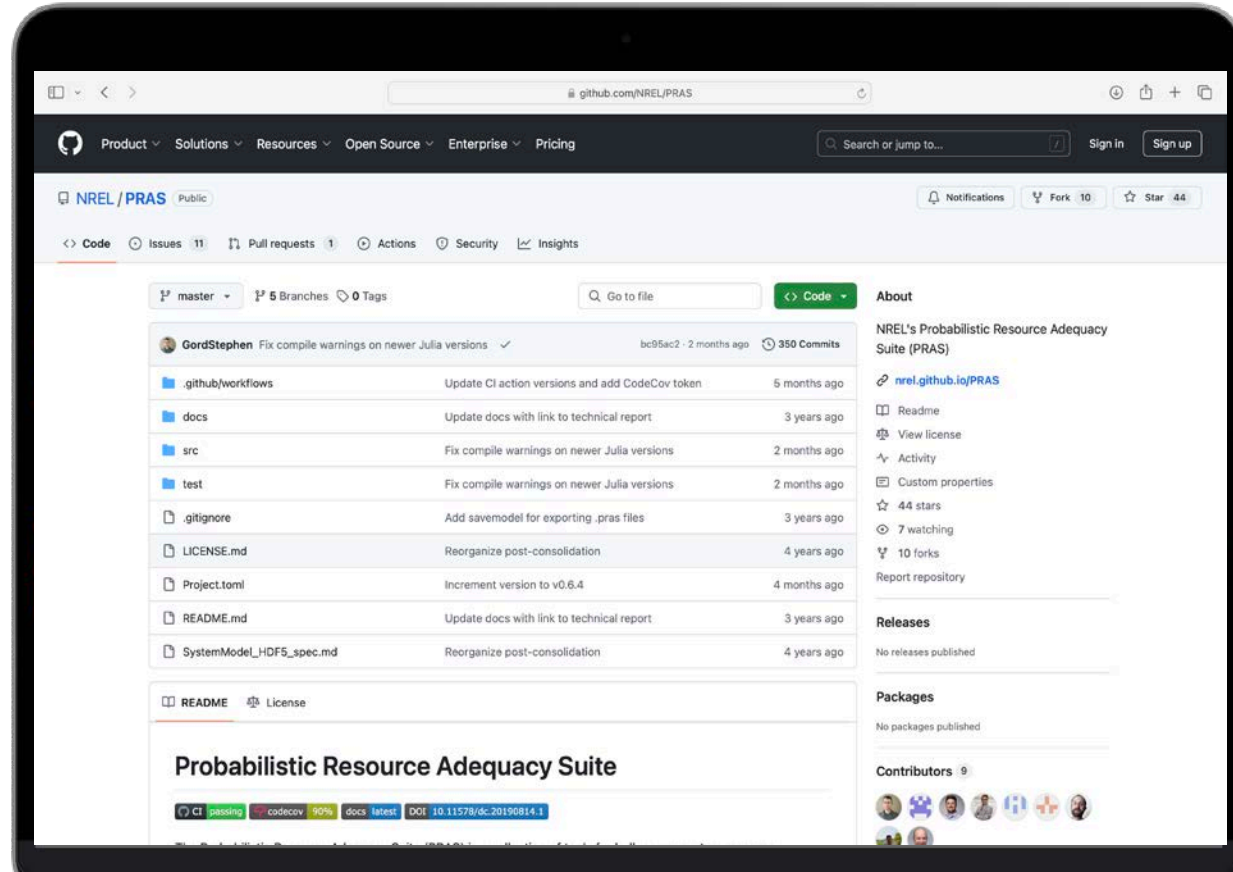 github.com/NREL/PRAS
Product Solutions Resources Open Source Enterprise Pricing Search or jump to... / Sign in Sign up
NREL / PRAS Public Notifications Fork 10 Star 44
<> Code Issues 11 Pull requests 1 Actions Security Insights
master 5 Branches 0 Tags Go to file <> Code
GordStephen Fix compile warnings on newer Julia versions bc95ac2 · 2 months ago 350 Commits
.github/workflows Update CI action versions and add CodeCov token 5 months ago
docs Update docs with link to technical report 3 years ago
src Fix compile warnings on newer Julia versions 2 months ago
test Fix compile warnings on newer Julia versions 2 months ago
.gitignore Add savemodel for exporting .pras files 3 years ago
LICENSE.md Reorganize post-consolidation 4 years ago
Project.toml Increment version to v0.6.4 4 months ago
README.md Update docs with link to technical report 3 years ago
SystemModel_HDF5_spec.md Reorganize post-consolidation 4 years ago
README License
Probabilistic Resource Adequacy Suite
CI passing codecov 90% docs latest DOI 10.11578/dc.20190814.1
About
NREL's Probabilistic Resource Adequacy
Suite (PRAS)
nrel.github.io/PRAS
Readme
View license
Activity
Custom properties
44 stars
7 watching
10 forks
Report repository
Releases
No releases published
Packages
No packages published
Contributors 9